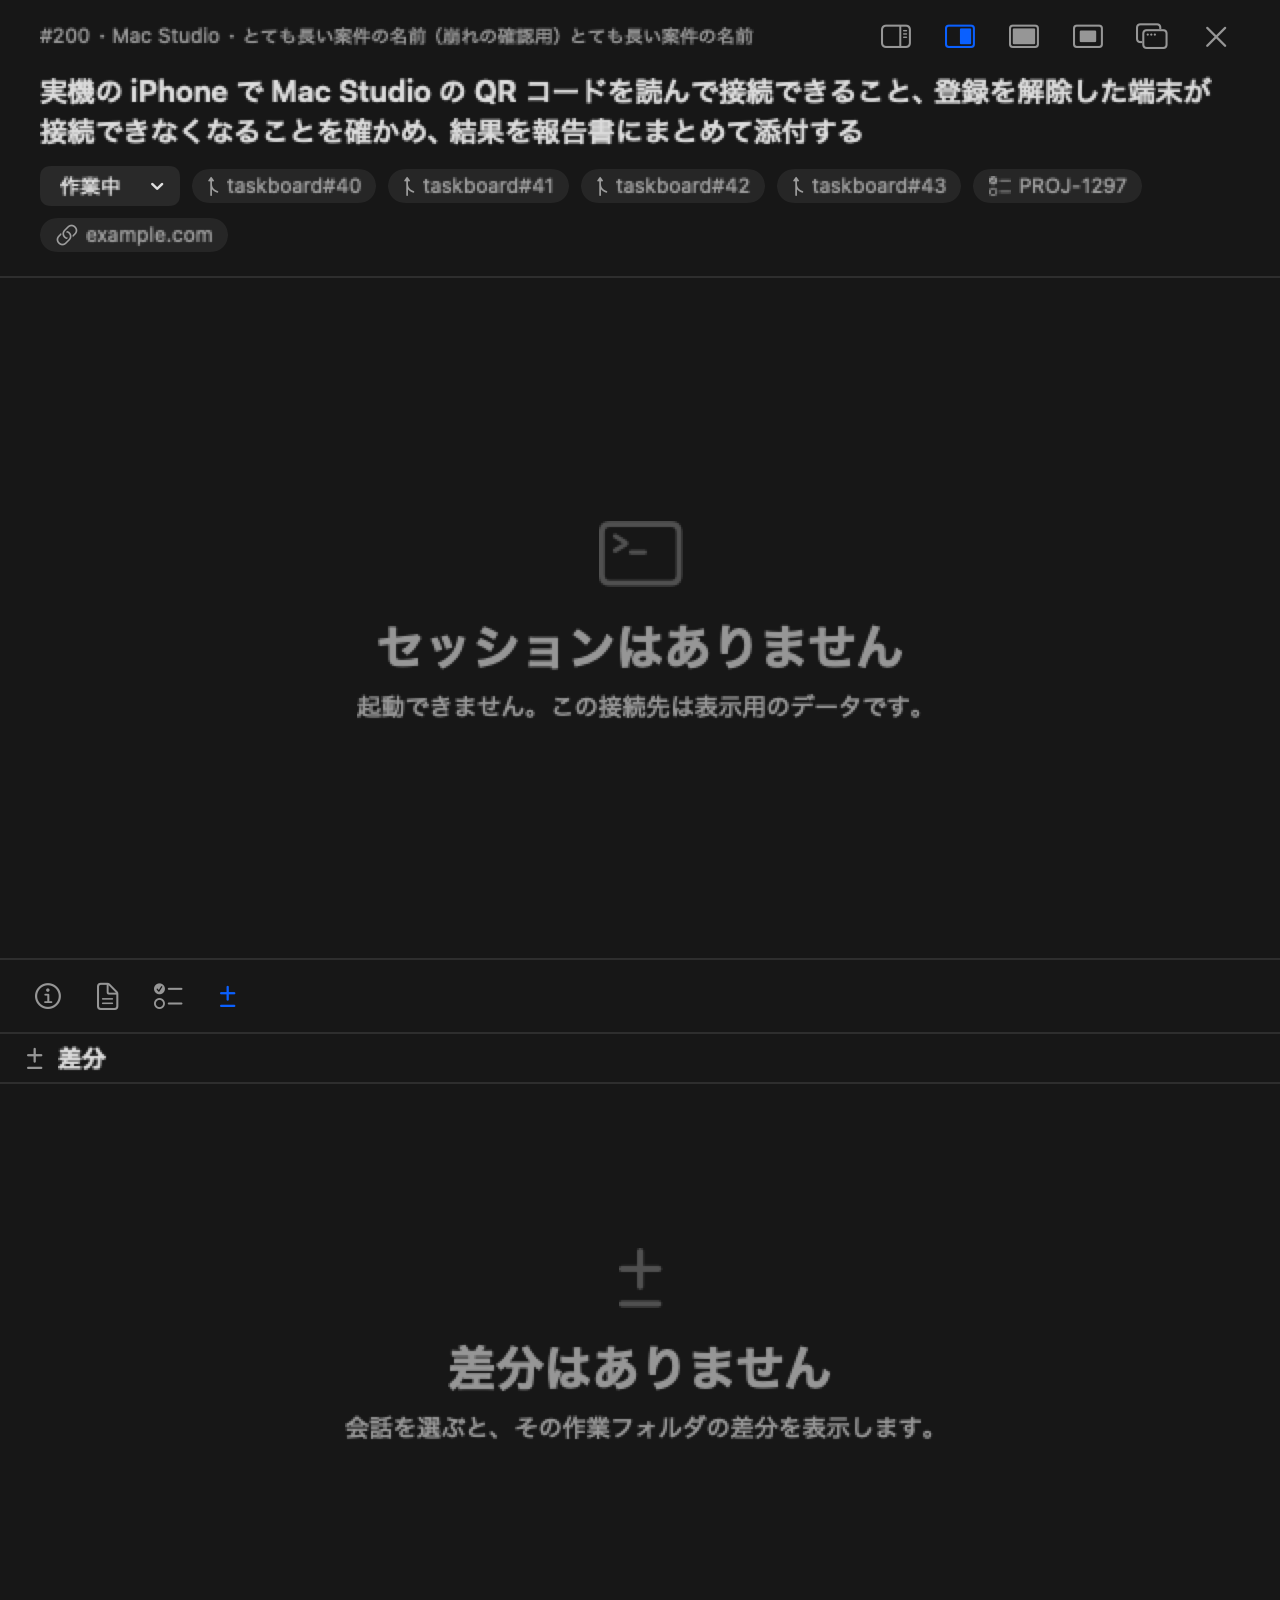 #200・Mac Studio・とても長い案件の名前（崩れの確認用）とても長い案件の名前
実機の iPhone で Mac Studio の QR コードを読んで接続できること、登録を解除した端末が
接続できなくなることを確かめ、結果を報告書にまとめて添付する
作業中 taskboard#40 taskboard#41 taskboard#42 taskboard#43 PROJ-1297
example.com
セッションはありません
起動できません。この接続先は表示用のデータです。
差分
差分はありません
会話を選ぶと、その作業フォルダの差分を表示します。